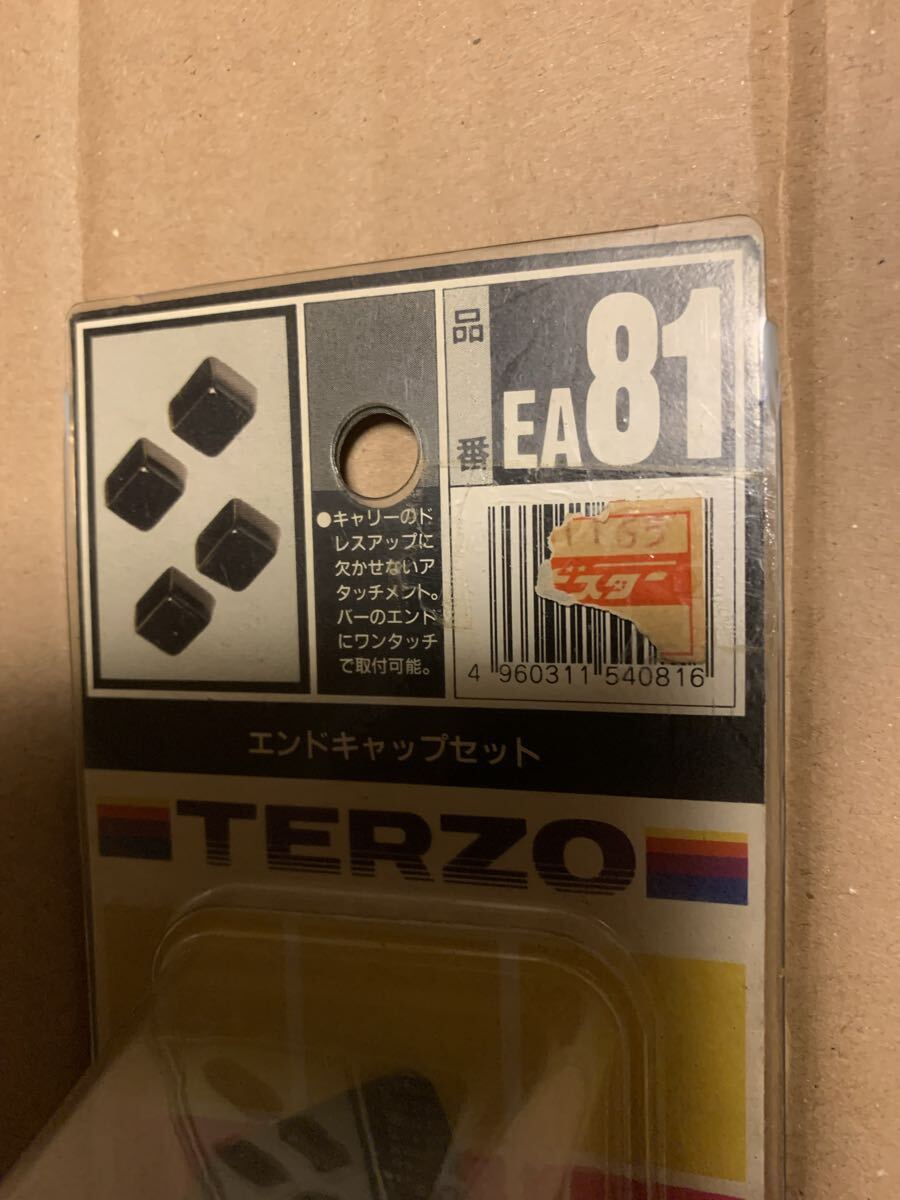 品番
EA81
●キャリーのド
レスアップに
欠かせないア
タッチメント。
バーのエンド
にワンタッチ
で取付可能。
スター
4 960311 540816
エンドキャップセット
TERZO